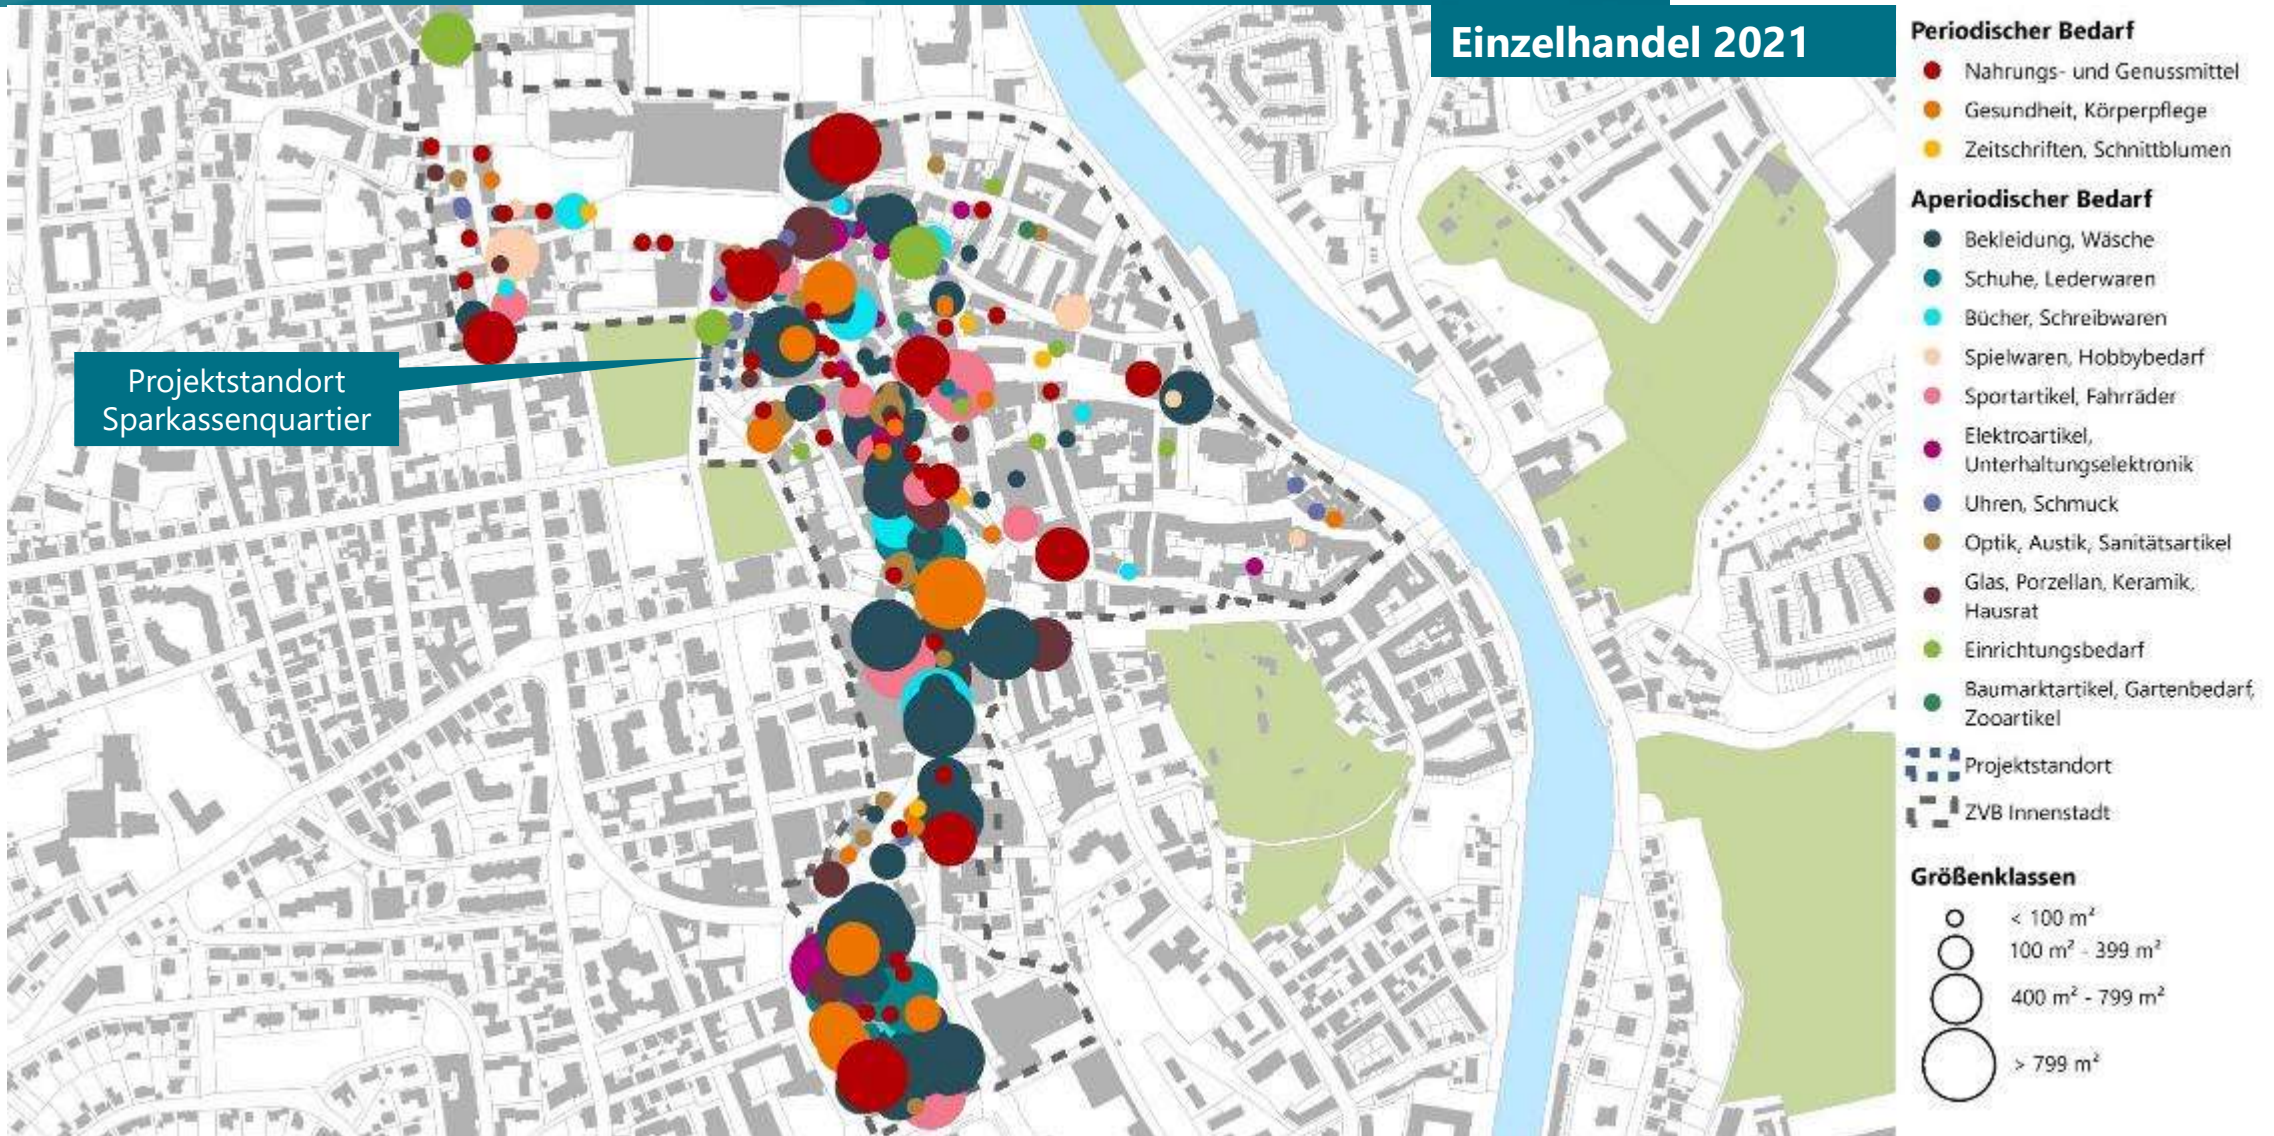 Einzelhandel 2021
Projektstandort
Sparkassenquartier
Periodischer Bedarf
Nahrungs- und Genussmittel
Gesundheit, Körperpflege
Zeitschriften, Schnittblumen
Aperiodischer Bedarf
Bekleidung, Wäsche
Schuhe, Lederwaren
Bücher, Schreibwaren
Spielwaren, Hobbybedarf
Sportartikel, Fahrräder
Elektroartikel,
Unterhaltungselektronik
Uhren, Schmuck
Optik, Austik, Sanitätsartikel
Glas, Porzellan, Keramik,
Hausrat
Einrichtungsbedarf
Baumarktartikel, Gartenbedarf,
Zooartikel
Projektstandort
ZVB Innenstadt
Größenklassen
< 100 m²
100 m² - 399 m²
400 m² - 799 m²
> 799 m²